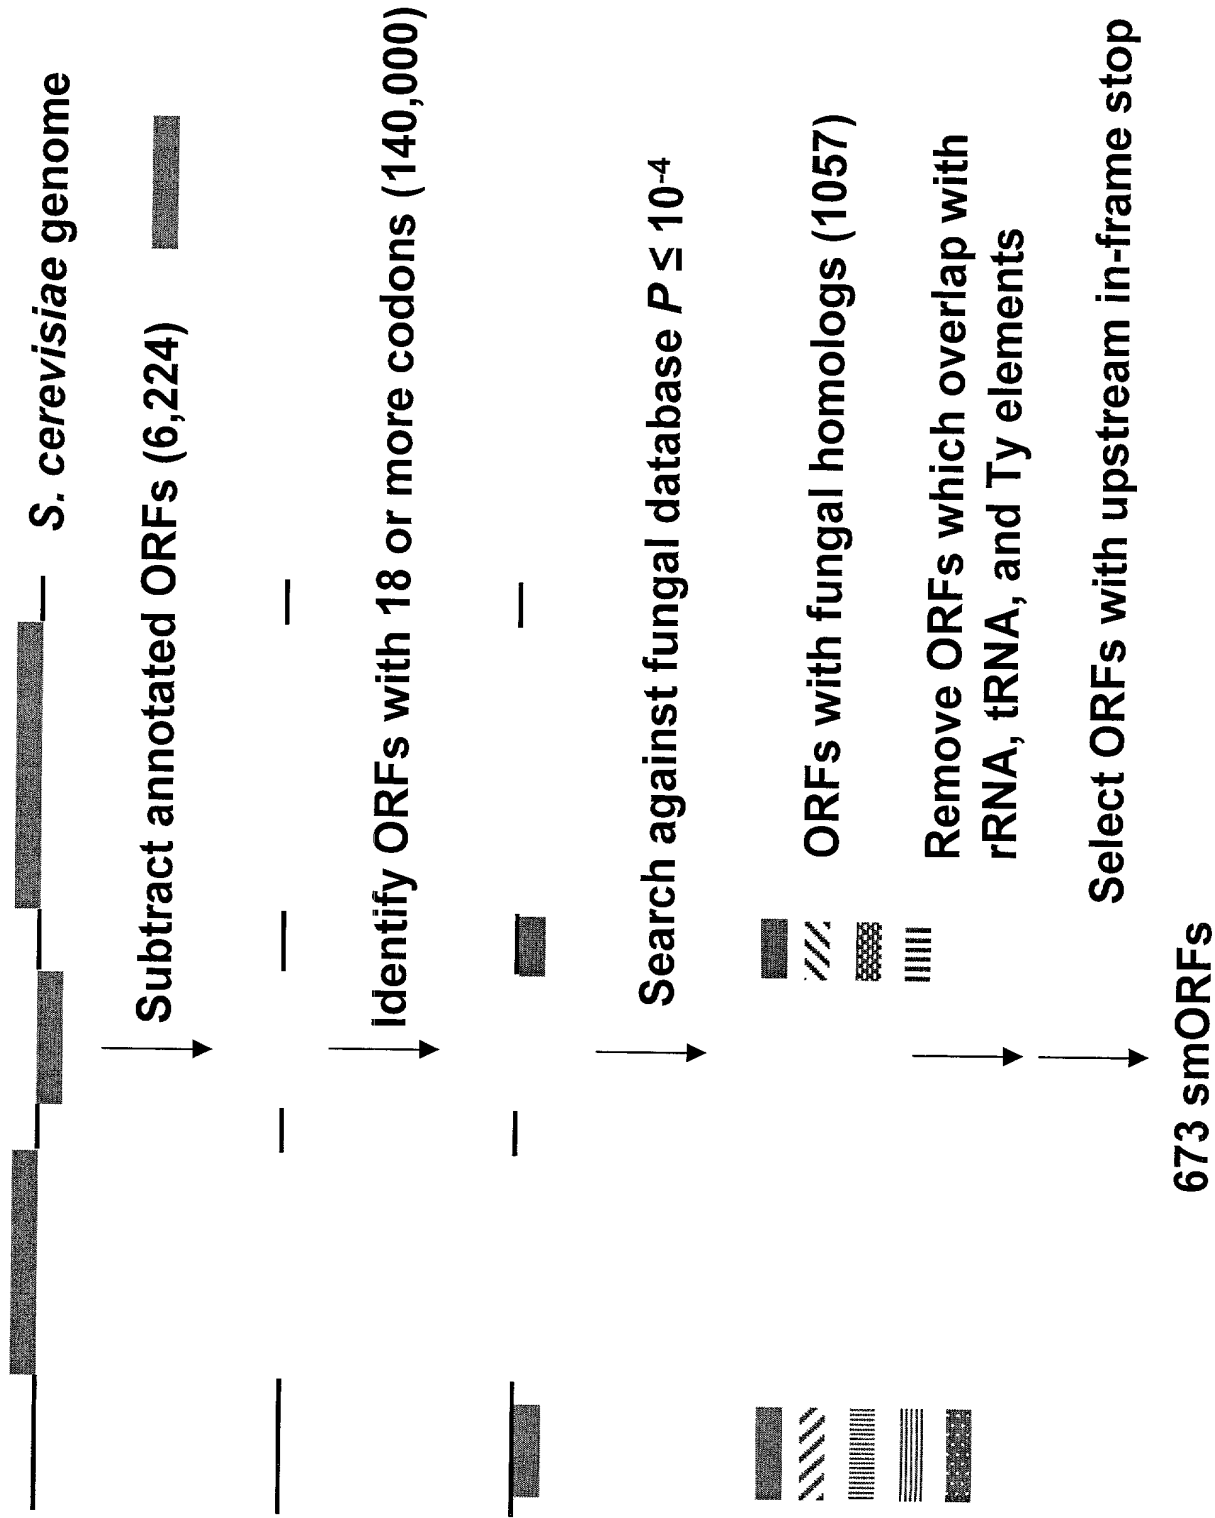 S. cerevisiae genome
Subtract annotated ORFs (6,224)
Identify ORFs with 18 or more codons (140,000)
Search against fungal database P ≤ 10⁻⁴
ORFs with fungal homologs (1057)
Remove ORFs which overlap with
rRNA, tRNA, and Ty elements
Select ORFs with upstream in-frame stop
673 smORFs